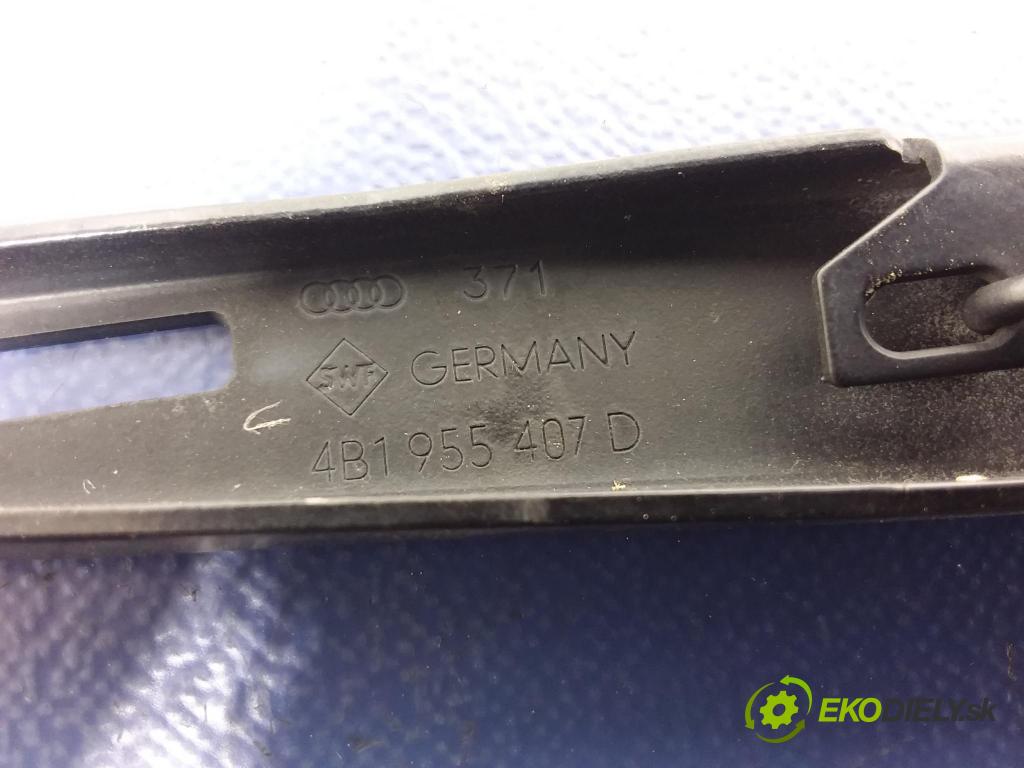 371
SWF GERMANY
4B1 955 407 D
EKODIELY.sk